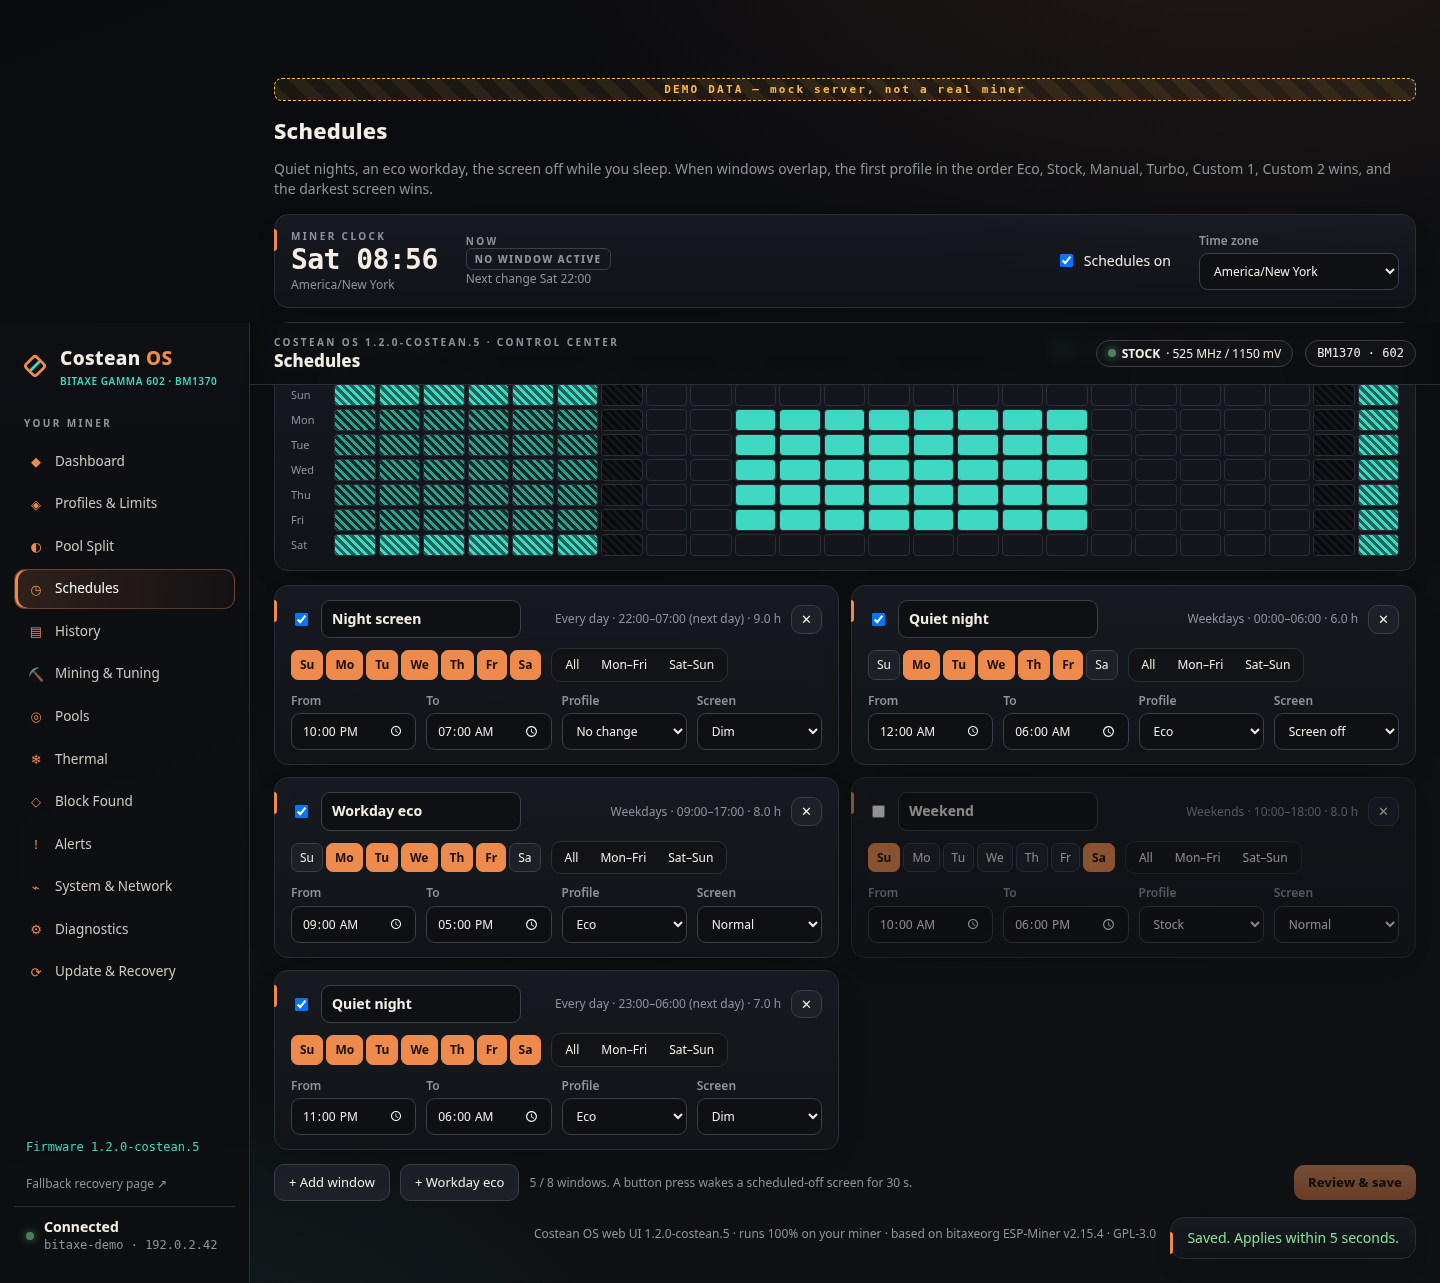 DEMO DATA — mock server, not a real miner
Schedules
Quiet nights, an eco workday, the screen off while you sleep. When windows overlap, the first profile in the order Eco, Stock, Manual, Turbo, Custom 1, Custom 2 wins, and
the darkest screen wins.
MINER CLOCK
Sat 08:56
America/New York
NOW
NO WINDOW ACTIVE
Next change Sat 22:00
Schedules on
Time zone
America/New York
Costean OS
BITAXE GAMMA 602 · BM1370
YOUR MINER
Dashboard
Profiles & Limits
Pool Split
Schedules
History
Mining & Tuning
Pools
Thermal
Block Found
Alerts
System & Network
Diagnostics
Update & Recovery
Firmware 1.2.0-costean.5
Fallback recovery page ↗
Connected
bitaxe-demo · 192.0.2.42
COSTEAN OS 1.2.0-COSTEAN.5 · CONTROL CENTER
Schedules
STOCK · 525 MHz / 1150 mV
BM1370 · 602
Sun
Mon
Tue
Wed
Thu
Fri
Sat
Night screen
Every day · 22:00–07:00 (next day) · 9.0 h
✕
Su Mo Tu We Th Fr Sa All Mon–Fri Sat–Sun
From To Profile Screen
10:00 PM 07:00 AM No change Dim
Quiet night
Weekdays · 00:00–06:00 · 6.0 h
✕
Su Mo Tu We Th Fr Sa All Mon–Fri Sat–Sun
From To Profile Screen
12:00 AM 06:00 AM Eco Screen off
Workday eco
Weekdays · 09:00–17:00 · 8.0 h
✕
Su Mo Tu We Th Fr Sa All Mon–Fri Sat–Sun
From To Profile Screen
09:00 AM 05:00 PM Eco Normal
Weekend
Weekends · 10:00–18:00 · 8.0 h
✕
Su Mo Tu We Th Fr Sa All Mon–Fri Sat–Sun
From To Profile Screen
10:00 AM 06:00 PM Stock Normal
Quiet night
Every day · 23:00–06:00 (next day) · 7.0 h
✕
Su Mo Tu We Th Fr Sa All Mon–Fri Sat–Sun
From To Profile Screen
11:00 PM 06:00 AM Eco Dim
+ Add window
+ Workday eco
5 / 8 windows. A button press wakes a scheduled-off screen for 30 s.
Review & save
Costean OS web UI 1.2.0-costean.5 · runs 100% on your miner · based on bitaxeorg ESP-Miner v2.15.4 · GPL-3.0
Saved. Applies within 5 seconds.